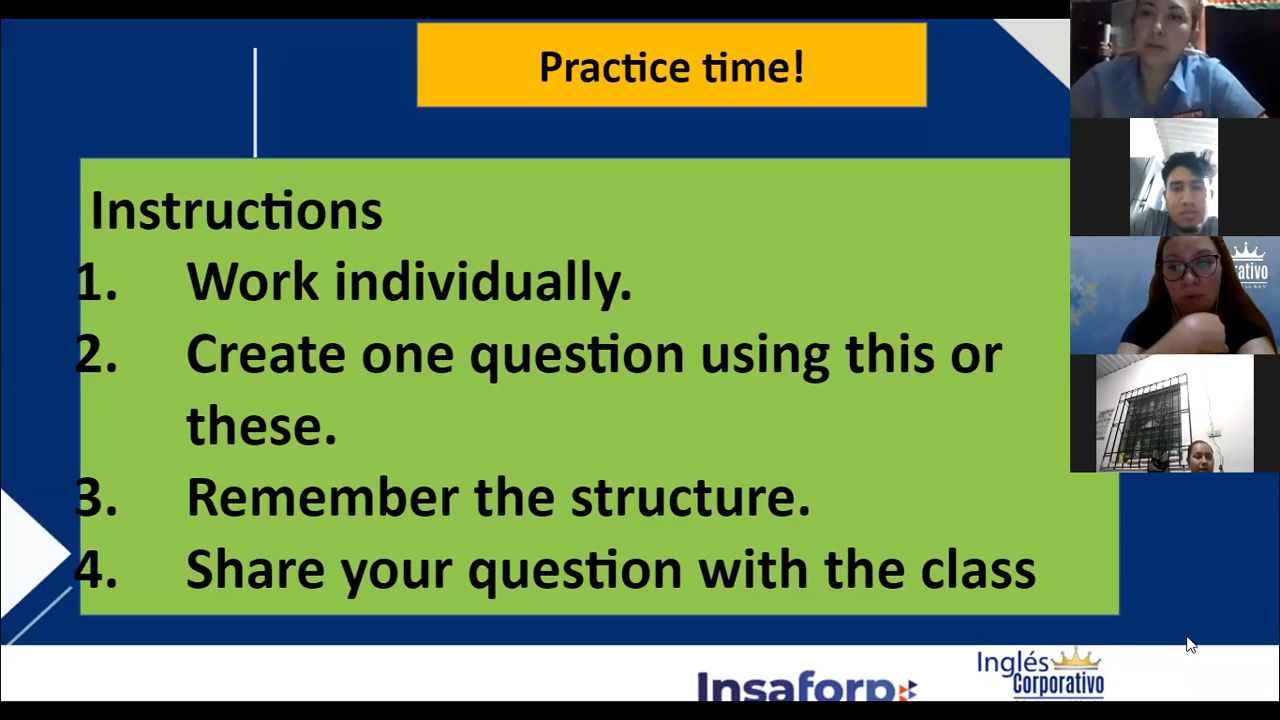 Practice time!
Instructions
1. Work individually.
2. Create one question using this or
these.
3. Remember the structure.
4. Share your question with the class
Insaforp
Inglés
Corporativo